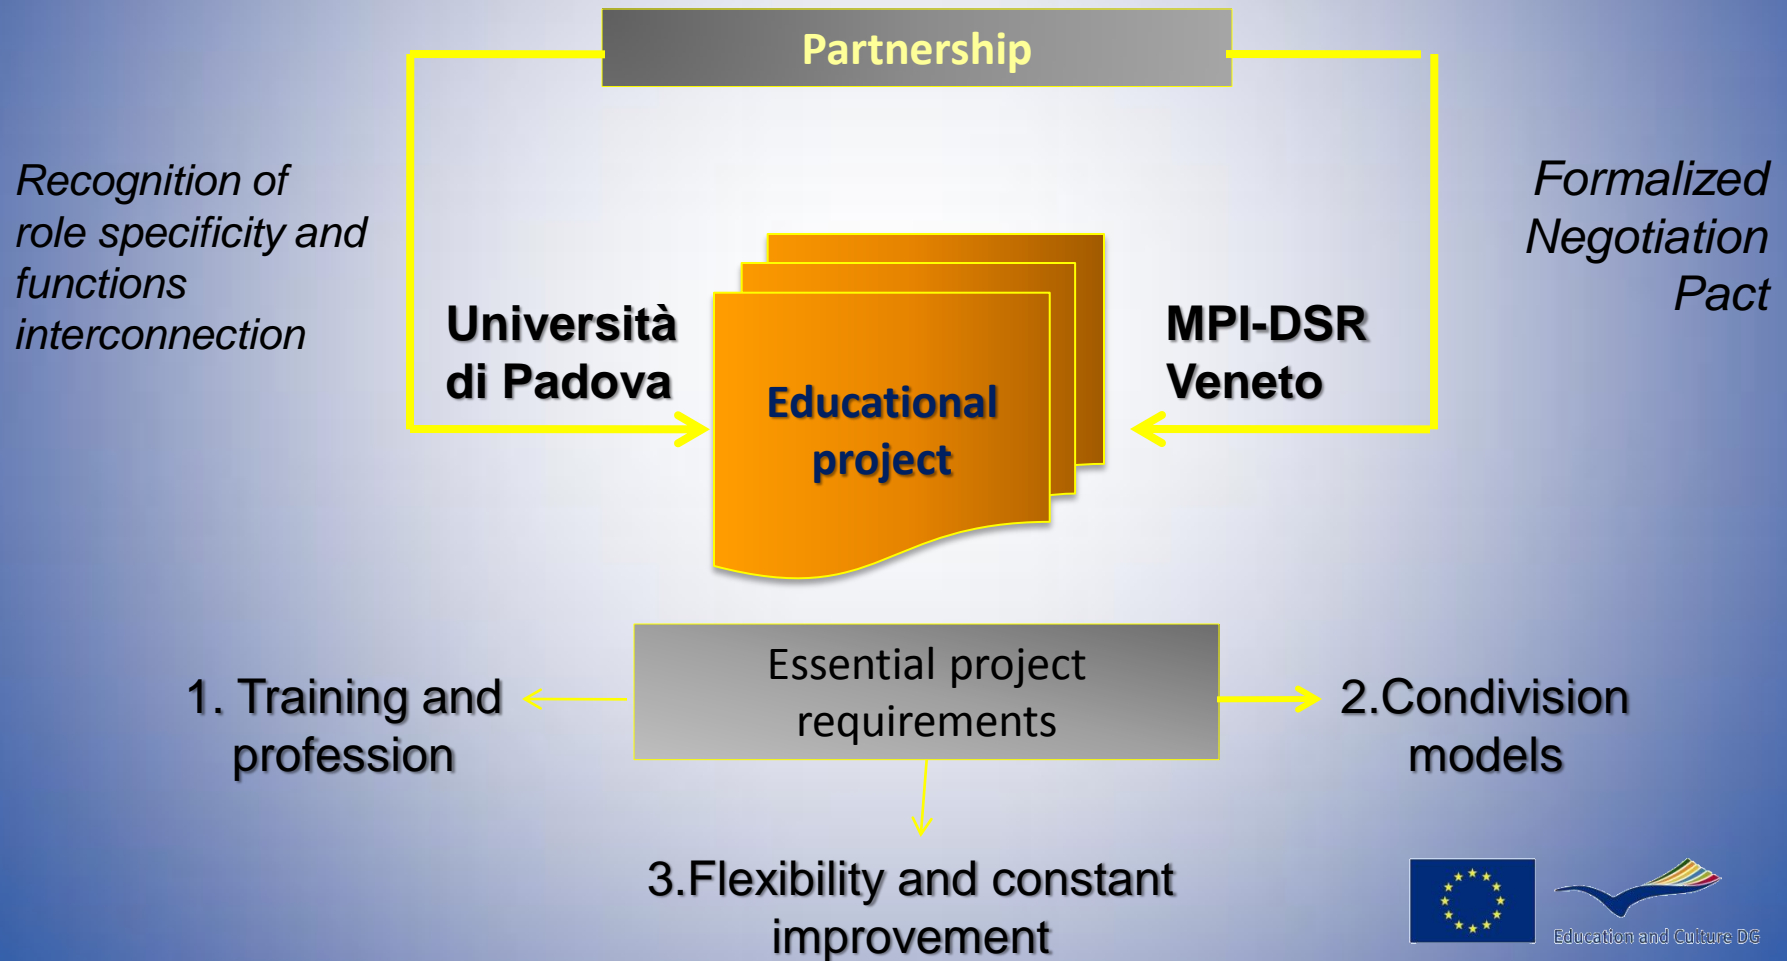 Partnership
Recognition of
role specificity and
functions
interconnection
Formalized
Negotiation
Pact
Università
di Padova
Educational
project
MPI-DSR
Veneto
Essential project
requirements
1. Training and
profession
2.Condivision
models
3.Flexibility and constant
improvement
Education and Culture DG